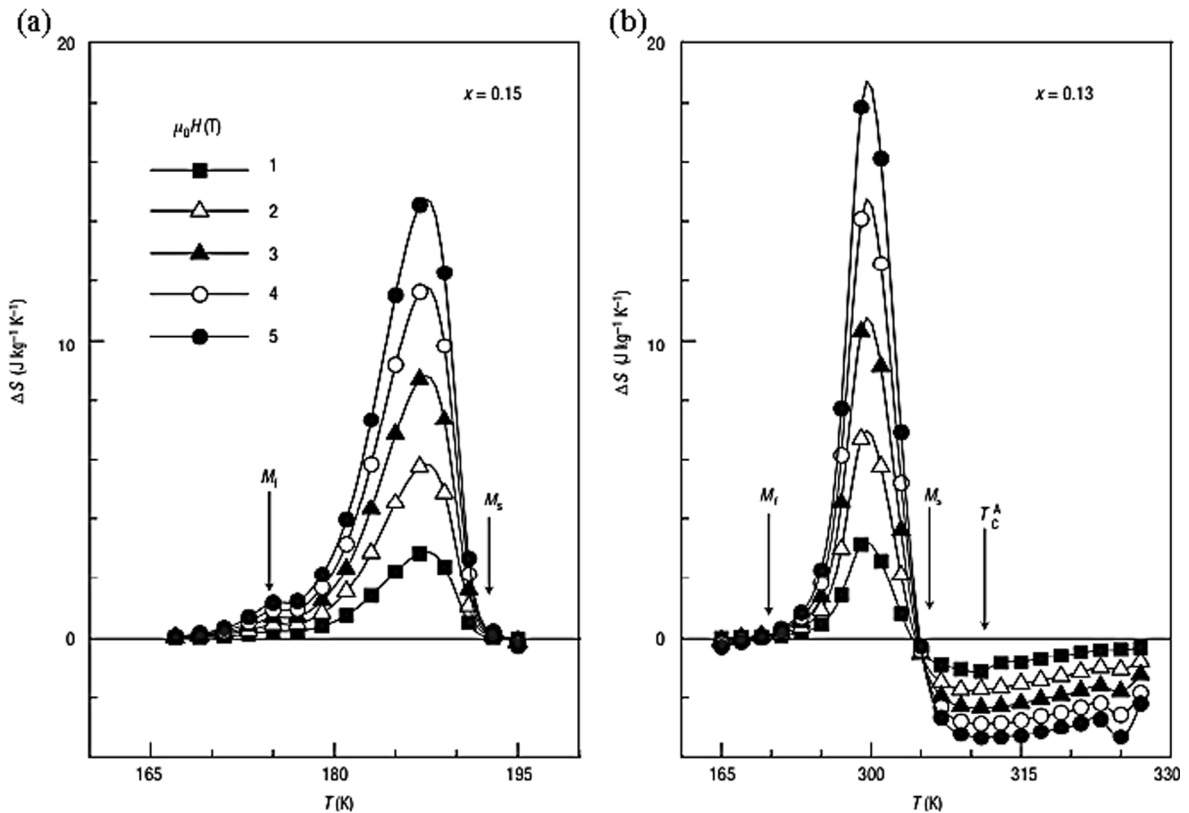 (a)
20
x = 0.15
μ₀H(T)
1
2
3
4
5
10
ΔS (J kg⁻¹ K⁻¹)
Mf
Ms
0
165
180
195
T(K)
(b)
20
x = 0.13
10
ΔS (J kg⁻¹ K⁻¹)
Mf
Ms
T_C^A
0
165
300
315
330
T(K)